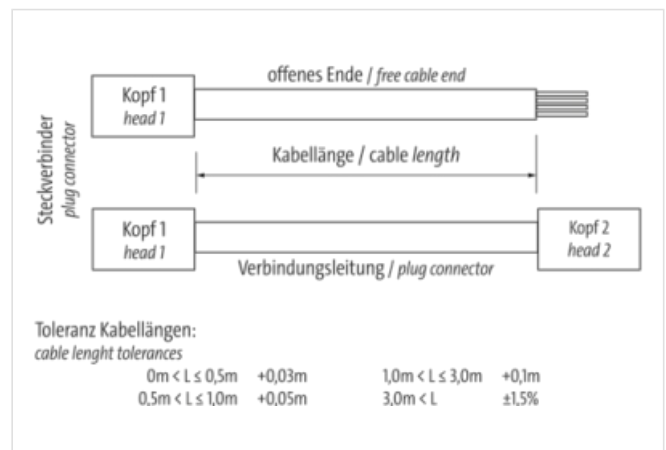 offenes Ende / free cable end
Kopf 1
head 1
Steckverbinder
plug connector
Kabellänge / cable length
Kopf 1
head 1
Kopf 2
head 2
Verbindungsleitung / plug connector
Toleranz Kabellängen:
cable lenght tolerances
0m < L ≤ 0,5m +0,03m 1,0m < L ≤ 3,0m +0,1m
0,5m < L ≤ 1,0m +0,05m 3,0m < L ±1,5%